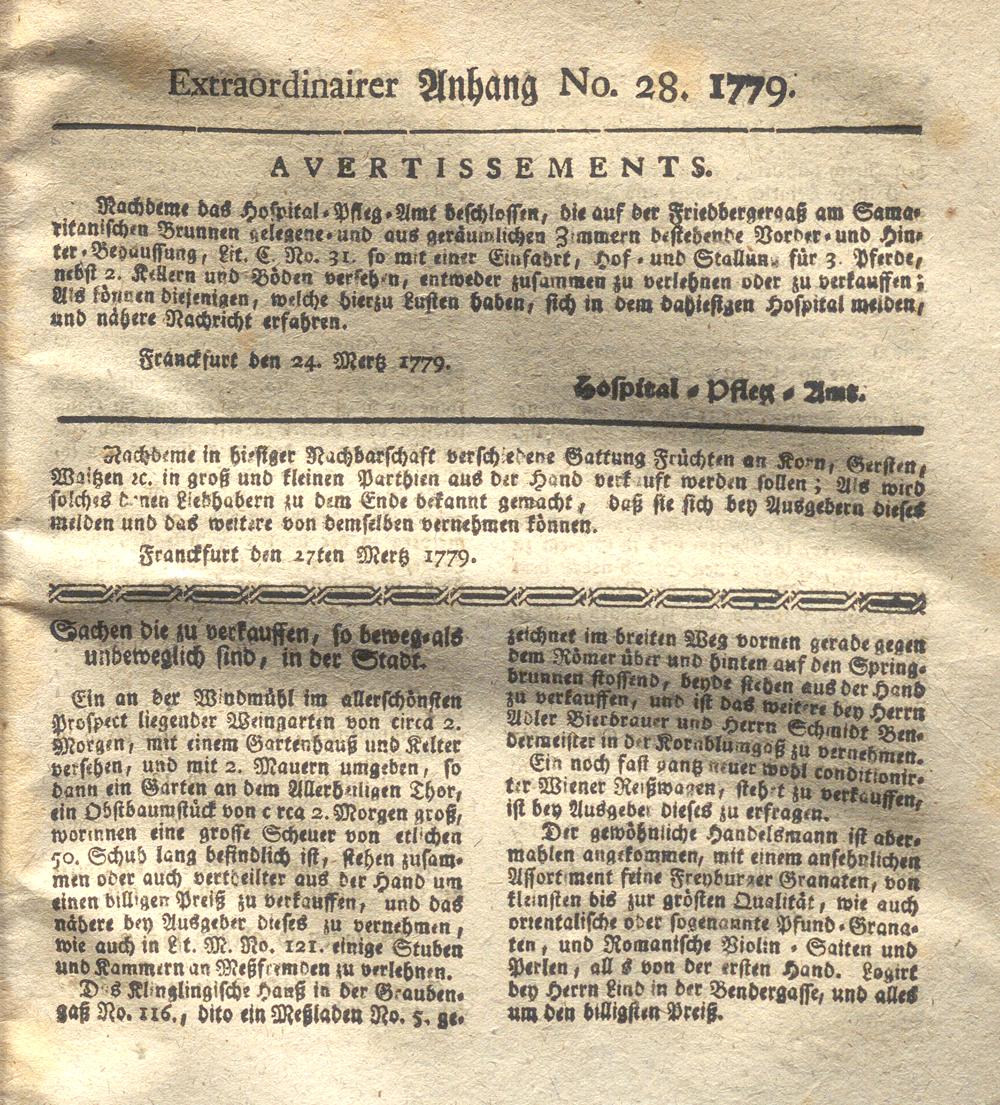 Extraordinairer Anhang No. 28. 1779.
AVERTISSEMENTS.
Nachdeme das Hospital-Pfleg-Amt beschlossen, die auf der Friedbergergaß am Sama-
ritanischen Brunnen gelegene-und aus geräumlichen Zimmern bestehende Vorder-und Hin-
ter-Behaussung, Lit. C. No. 31. so mit einer Einfahrt, Hof-und Stallung für 3. Pferde,
nebst 2. Kellern und Böden versehen, entweder zusammen zu verlehnen oder zu verkauffen;
Als können diejenigen, welche hierzu Lusten haben, sich in dem dahiesigen Hospital melden,
und nähere Nachricht erfahren.
Franckfurt den 24. Mertz 1779.
Hospital-Pfleg-Amt.
Nachdeme in hiesiger Nachbarschaft verschiedene Gattung Früchten an Korn, Gersten,
Waitzen ꝛc. in groß und kleinen Parthien aus der Hand verkauft werden sollen; Als wird
solches denen Liebhabern zu dem Ende bekannt gemacht, daß sie sich bey Ausgebern dieses
melden und das weitere von demselben vernehmen können.
Franckfurt den 27ten Mertz 1779.
Sachen die zu verkauffen, so beweg-als
unbeweglich sind, in der Stadt.
Ein an der Windmühl im allerschönsten
Prospect liegender Weingarten von circa 2.
Morgen, mit einem Gartenhauß und Kelter
versehen, und mit 2. Mauern umgeben, so
dann ein Garten an dem Allerheiligen Thor,
ein Obstbaumstück von circa 2. Morgen groß,
worinnen eine grosse Scheuer von etlichen
50. Schuh lang befindlich ist, stehen zusam-
men oder auch vertheilter aus der Hand um
einen billigen Preiß zu verkauffen, und das
nähere bey Ausgeber dieses zu vernehmen,
wie auch in Lit. M. No. 121. einige Stuben
und Kammern an Meßfremden zu verlehnen.
Das Klinglingische Hauß in der Grauben-
gaß No. 116., dito ein Meßladen No. 5. ge-
zeichnet im breiten Weg vornen gerade gegen
dem Römer über und hinten auf den Spring-
brunnen stossend, beyde stehen aus der Hand
zu verkauffen, und ist das weitere bey Herrn
Adler Bierbrauer und Herrn Schmidt Ben-
dermeister in der Kornblumgaß zu vernehmen.
Ein noch fast gantz neuer wohl conditionir-
ter Wiener Reißwagen, stehet zu verkauffen,
ist bey Ausgeber dieses zu erfragen.
Der gewöhnliche Handelsmann ist aber-
mahlen angekommen, mit einem ansehnlichen
Assortiment feine Freyburger Granaten, von
kleinsten bis zur grösten Qualität, wie auch
orientalische oder sogenannte Pfund-Grana-
ten, und Romantsche Violin-Saiten und
Perlen, alles von der ersten Hand. Logirt
bey Herrn Lind in der Bendergasse, und alles
um den billigsten Preiß.